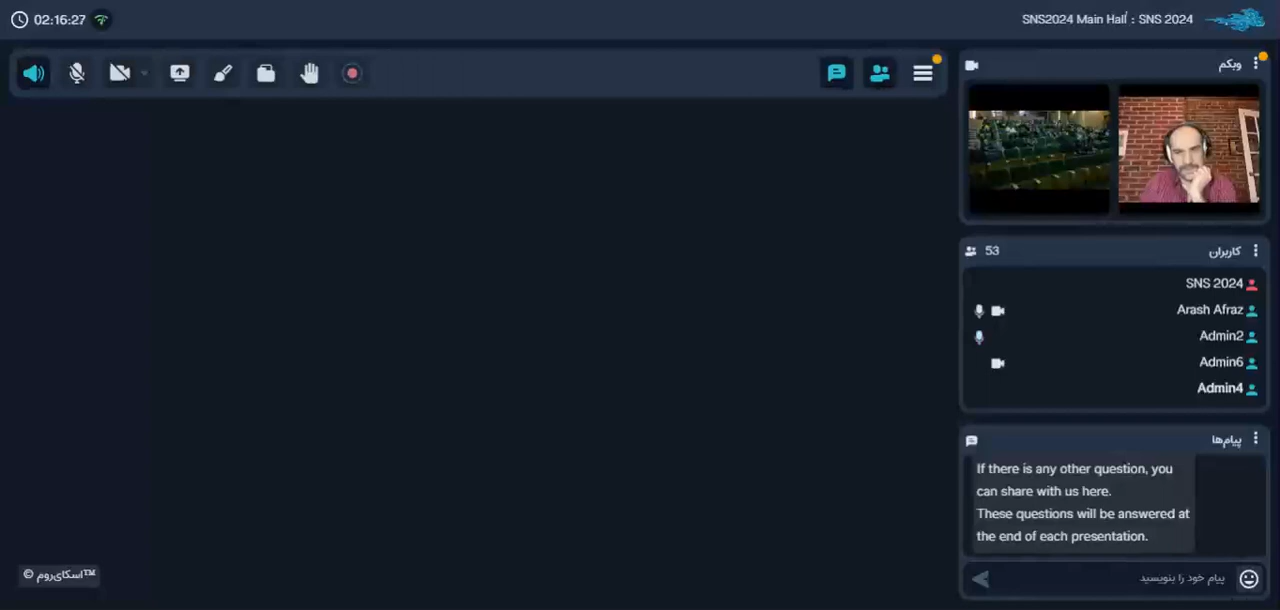 02:16:27
SNS2024 Main Hall : SNS 2024
وبکم
کاربران
53
SNS 2024
Arash Afraz
Admin2
Admin6
Admin4
پیام‌ها
If there is any other question, you
can share with us here.
These questions will be answered at
the end of each presentation.
پیام خود را بنویسید
© اسکای‌روم™